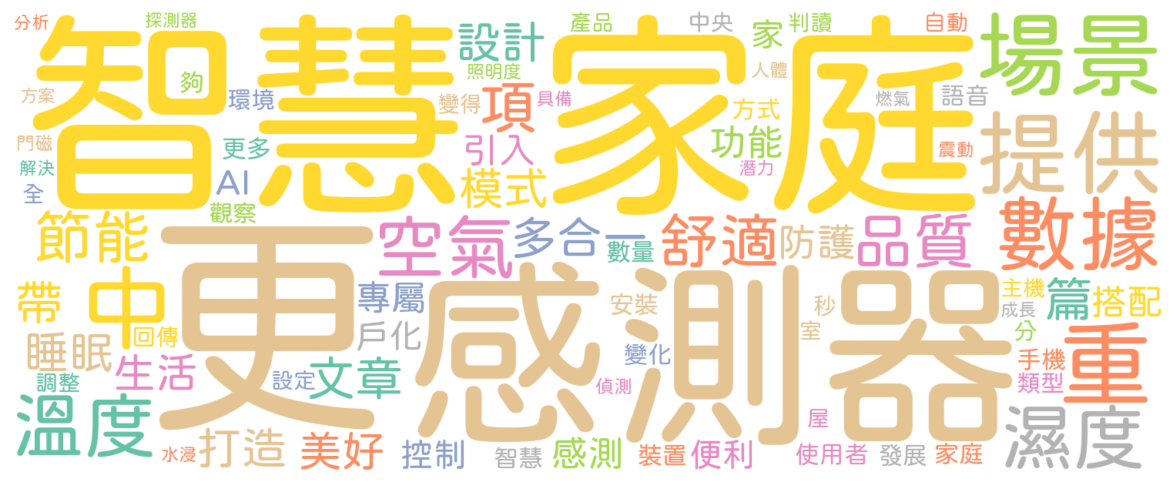 智慧家庭
分析
探測器
設計
產品
中央
家
判讀
自動
場景
夠
照明度
人體
方案
環境
變得
項
具備
方式
燃氣
語音
門磁
更多
引入
功能
震動
提供
解決
AI
模式
潛力
全
觀察
節能
更
空氣
多合一
數量
舒適
防護
品質
數據
帶
中
回傳
專屬
感測器
安裝
秒
主機
篇
搭配
成長
睡眠
戶化
室
分
生活
變化
手機
重
調整
設定
文章
偵測
類型
溫度
屋
濕度
水浸
打造
美好
控制
智慧
感測
裝置
便利
使用者
發展
家庭